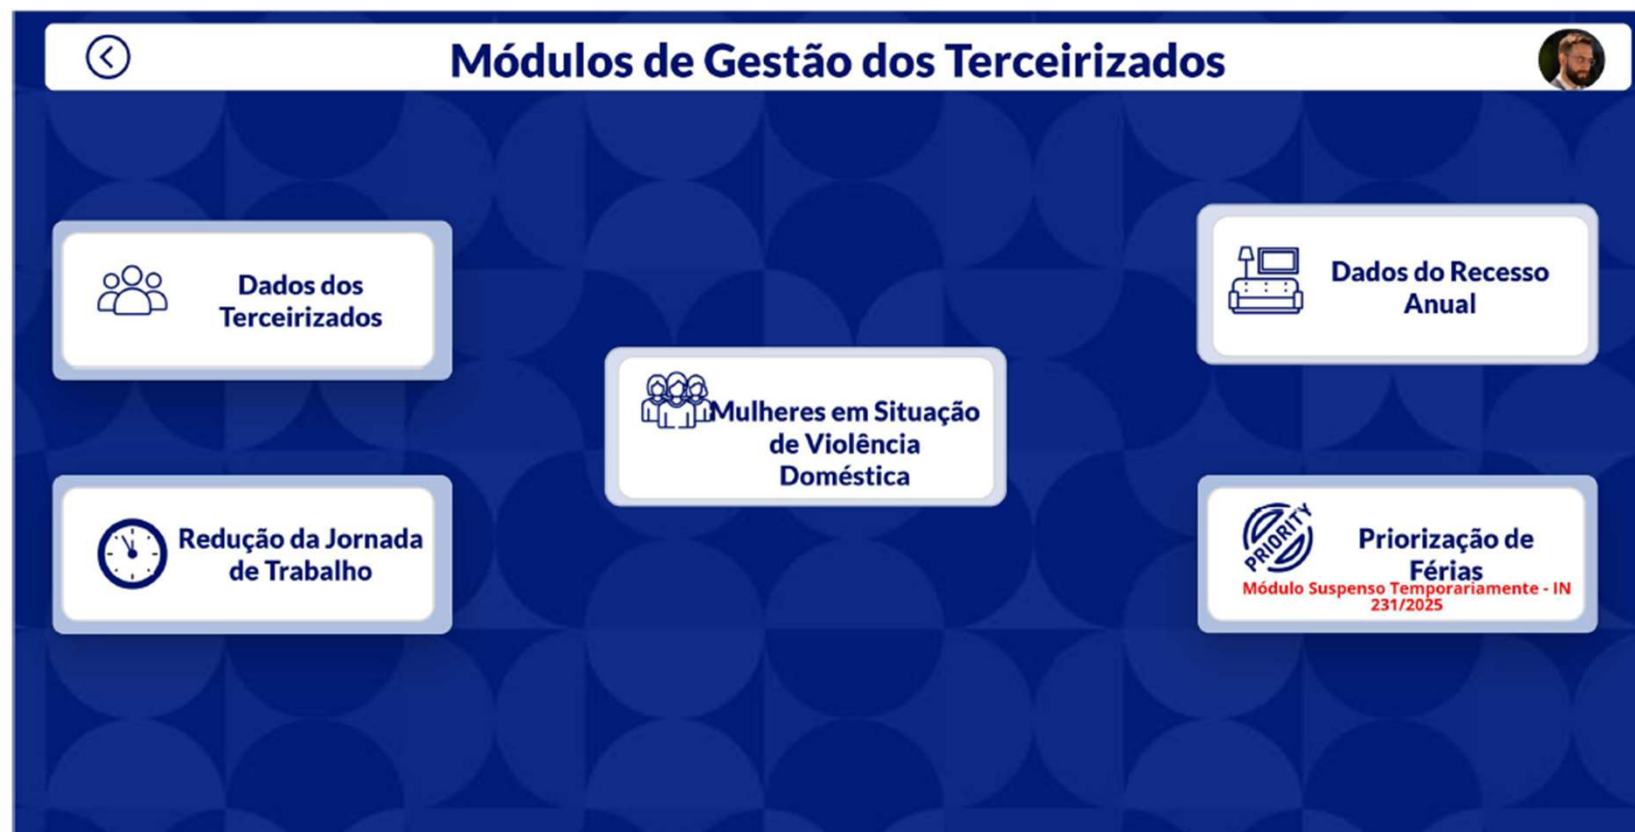 Módulos de Gestão dos Terceirizados
Dados dos
Terceirizados
Dados do Recesso
Anual
Mulheres em Situação
de Violência
Doméstica
Redução da Jornada
de Trabalho
PRIORITY
Priorização de
Férias
Módulo Suspenso Temporariamente - IN
231/2025